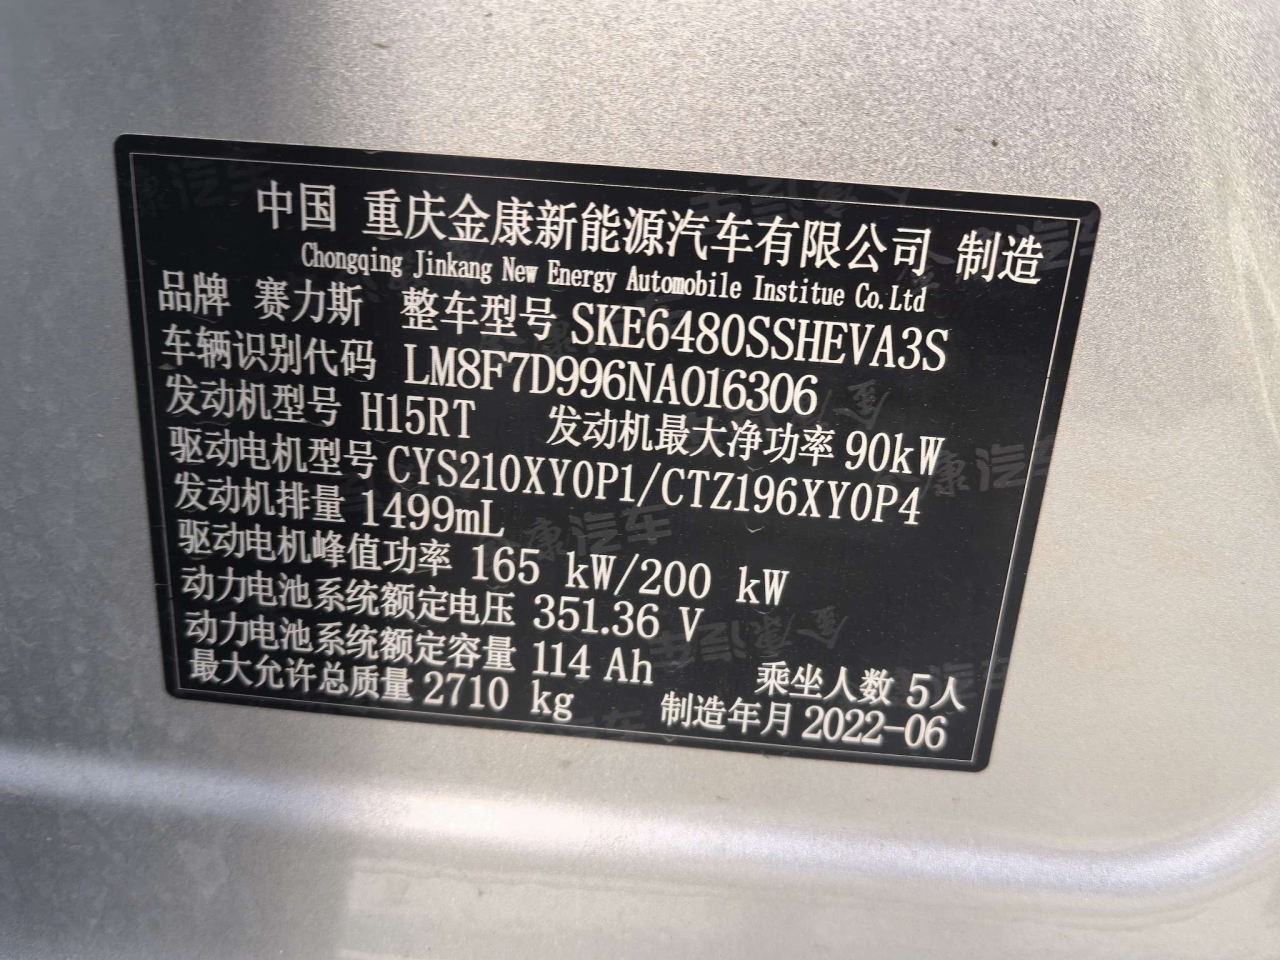 中国 重庆金康新能源汽车有限公司 制造
Chongqing Jinkang New Energy Automobile Institue Co.Ltd
品牌 赛力斯 整车型号 SKE6480SSHEVA3S
车辆识别代码 LM8F7D996NA016306
发动机型号 H15RT 发动机最大净功率 90kW
驱动电机型号 CYS210XY0P1/CTZ196XY0P4
发动机排量 1499mL
驱动电机峰值功率 165 kW/200 kW
动力电池系统额定电压 351.36 V
动力电池系统额定容量 114 Ah 乘坐人数 5人
最大允许总质量 2710 kg 制造年月 2022-06